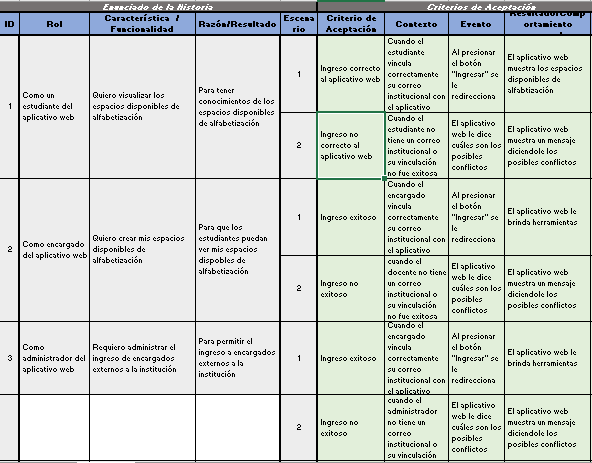 Enunciado de la Historia
Criterios de Aceptación
ID
Rol
Característica /
Funcionalidad
Razón/Resultado
Escena
rio
Criterio de
Aceptación
Contexto
Evento
Resultado/Comp
ortamiento
1
Como un
estudiante del
aplicativo web
Quiero visualizar los
espacios disponibles de
alfabetización
Para tener
conocimientos de los
espacios disponibles
de alfabetización
1
Ingreso correcto
al aplicativo web
Cuando el
estudiante
vincula
correctamente
su correo
institucional con
el aplicativo
Al presionar
el botón
"Ingresar" se
le
redirecciona
El aplicativo web
muestra los espacios
disponibles de
alfabtización
2
Ingreso no
correcto al
aplicativo web
Cuando el
estudiante no
tiene un correo
institucional o
su vinculación
no fue exitosa
El aplicativo
web le dice
cuáles son los
posibles
conflictos
El aplicativo web
muestra un mensaje
diciendole los
posibles conflictos
2
Como encargado
del aplicativo web
Quiero crear mis espacios
disponibles de
alfabetización
Para que los
estudiantes puedan
ver mis espacios
dispobles de
alfabetización
1
Ingreso exitoso
Cuando el
encargado
vincula
correctamente
su correo
institucional con
el aplicativo
Al presionar
el botón
"Ingresar" se
le
redirecciona
El aplicativo web le
brinda herramientas
2
Ingreso no
exitoso
cuando el
docente no tiene
un correo
institucional o
su vinculación
no fue exitosa
El aplicativo
web le dice
cuáles son los
posibles
conflictos
El aplicativo web
muestra un mensaje
diciendole los
posibles conflictos
3
Como
administrador del
aplicativo web
Requiero administrar el
ingreso de encargados
externos a la institución
Para permitir el
ingreso a encargados
externos a la
institución
1
Ingreso exitoso
Cuando el
encargado
vincula
correctamente
su correo
institucional con
el aplicativo
Al presionar
el botón
"Ingresar" se
le
redirecciona
El aplicativo web le
brinda herramientas
2
Ingreso no
exitoso
cuando el
administrador
no tiene un
correo
institucional o
su vinculación
El aplicativo
web le dice
cuáles son los
posibles
conflictos
El aplicativo web
muestra un mensaje
diciendole los
posibles conflictos